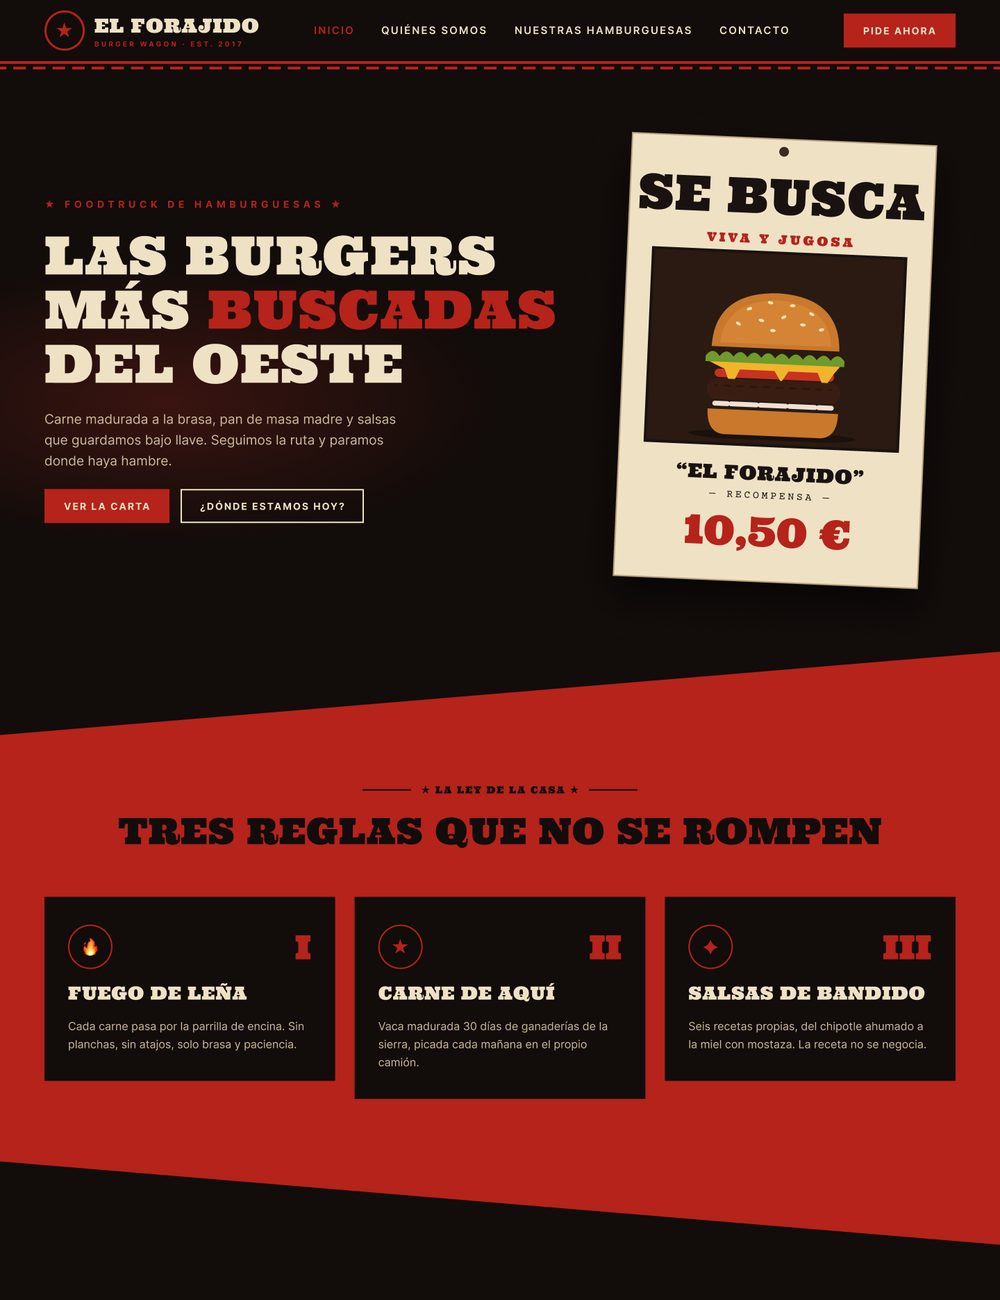 EL FORAJIDO
BURGER WAGON · EST. 2017
INICIO
QUIÉNES SOMOS
NUESTRAS HAMBURGUESAS
CONTACTO
PIDE AHORA
★ FOODTRUCK DE HAMBURGUESAS ★
LAS BURGERS
MÁS BUSCADAS
DEL OESTE
Carne madurada a la brasa, pan de masa madre y salsas
que guardamos bajo llave. Seguimos la ruta y paramos
donde haya hambre.
VER LA CARTA
¿DÓNDE ESTAMOS HOY?
SE BUSCA
VIVA Y JUGOSA
“EL FORAJIDO”
— RECOMPENSA —
10,50 €
★ LA LEY DE LA CASA ★
TRES REGLAS QUE NO SE ROMPEN
I
FUEGO DE LEÑA
Cada carne pasa por la parrilla de encina. Sin
planchas, sin atajos, solo brasa y paciencia.
II
CARNE DE AQUÍ
Vaca madurada 30 días de ganaderías de la
sierra, picada cada mañana en el propio
camión.
III
SALSAS DE BANDIDO
Seis recetas propias, del chipotle ahumado a
la miel con mostaza. La receta no se negocia.